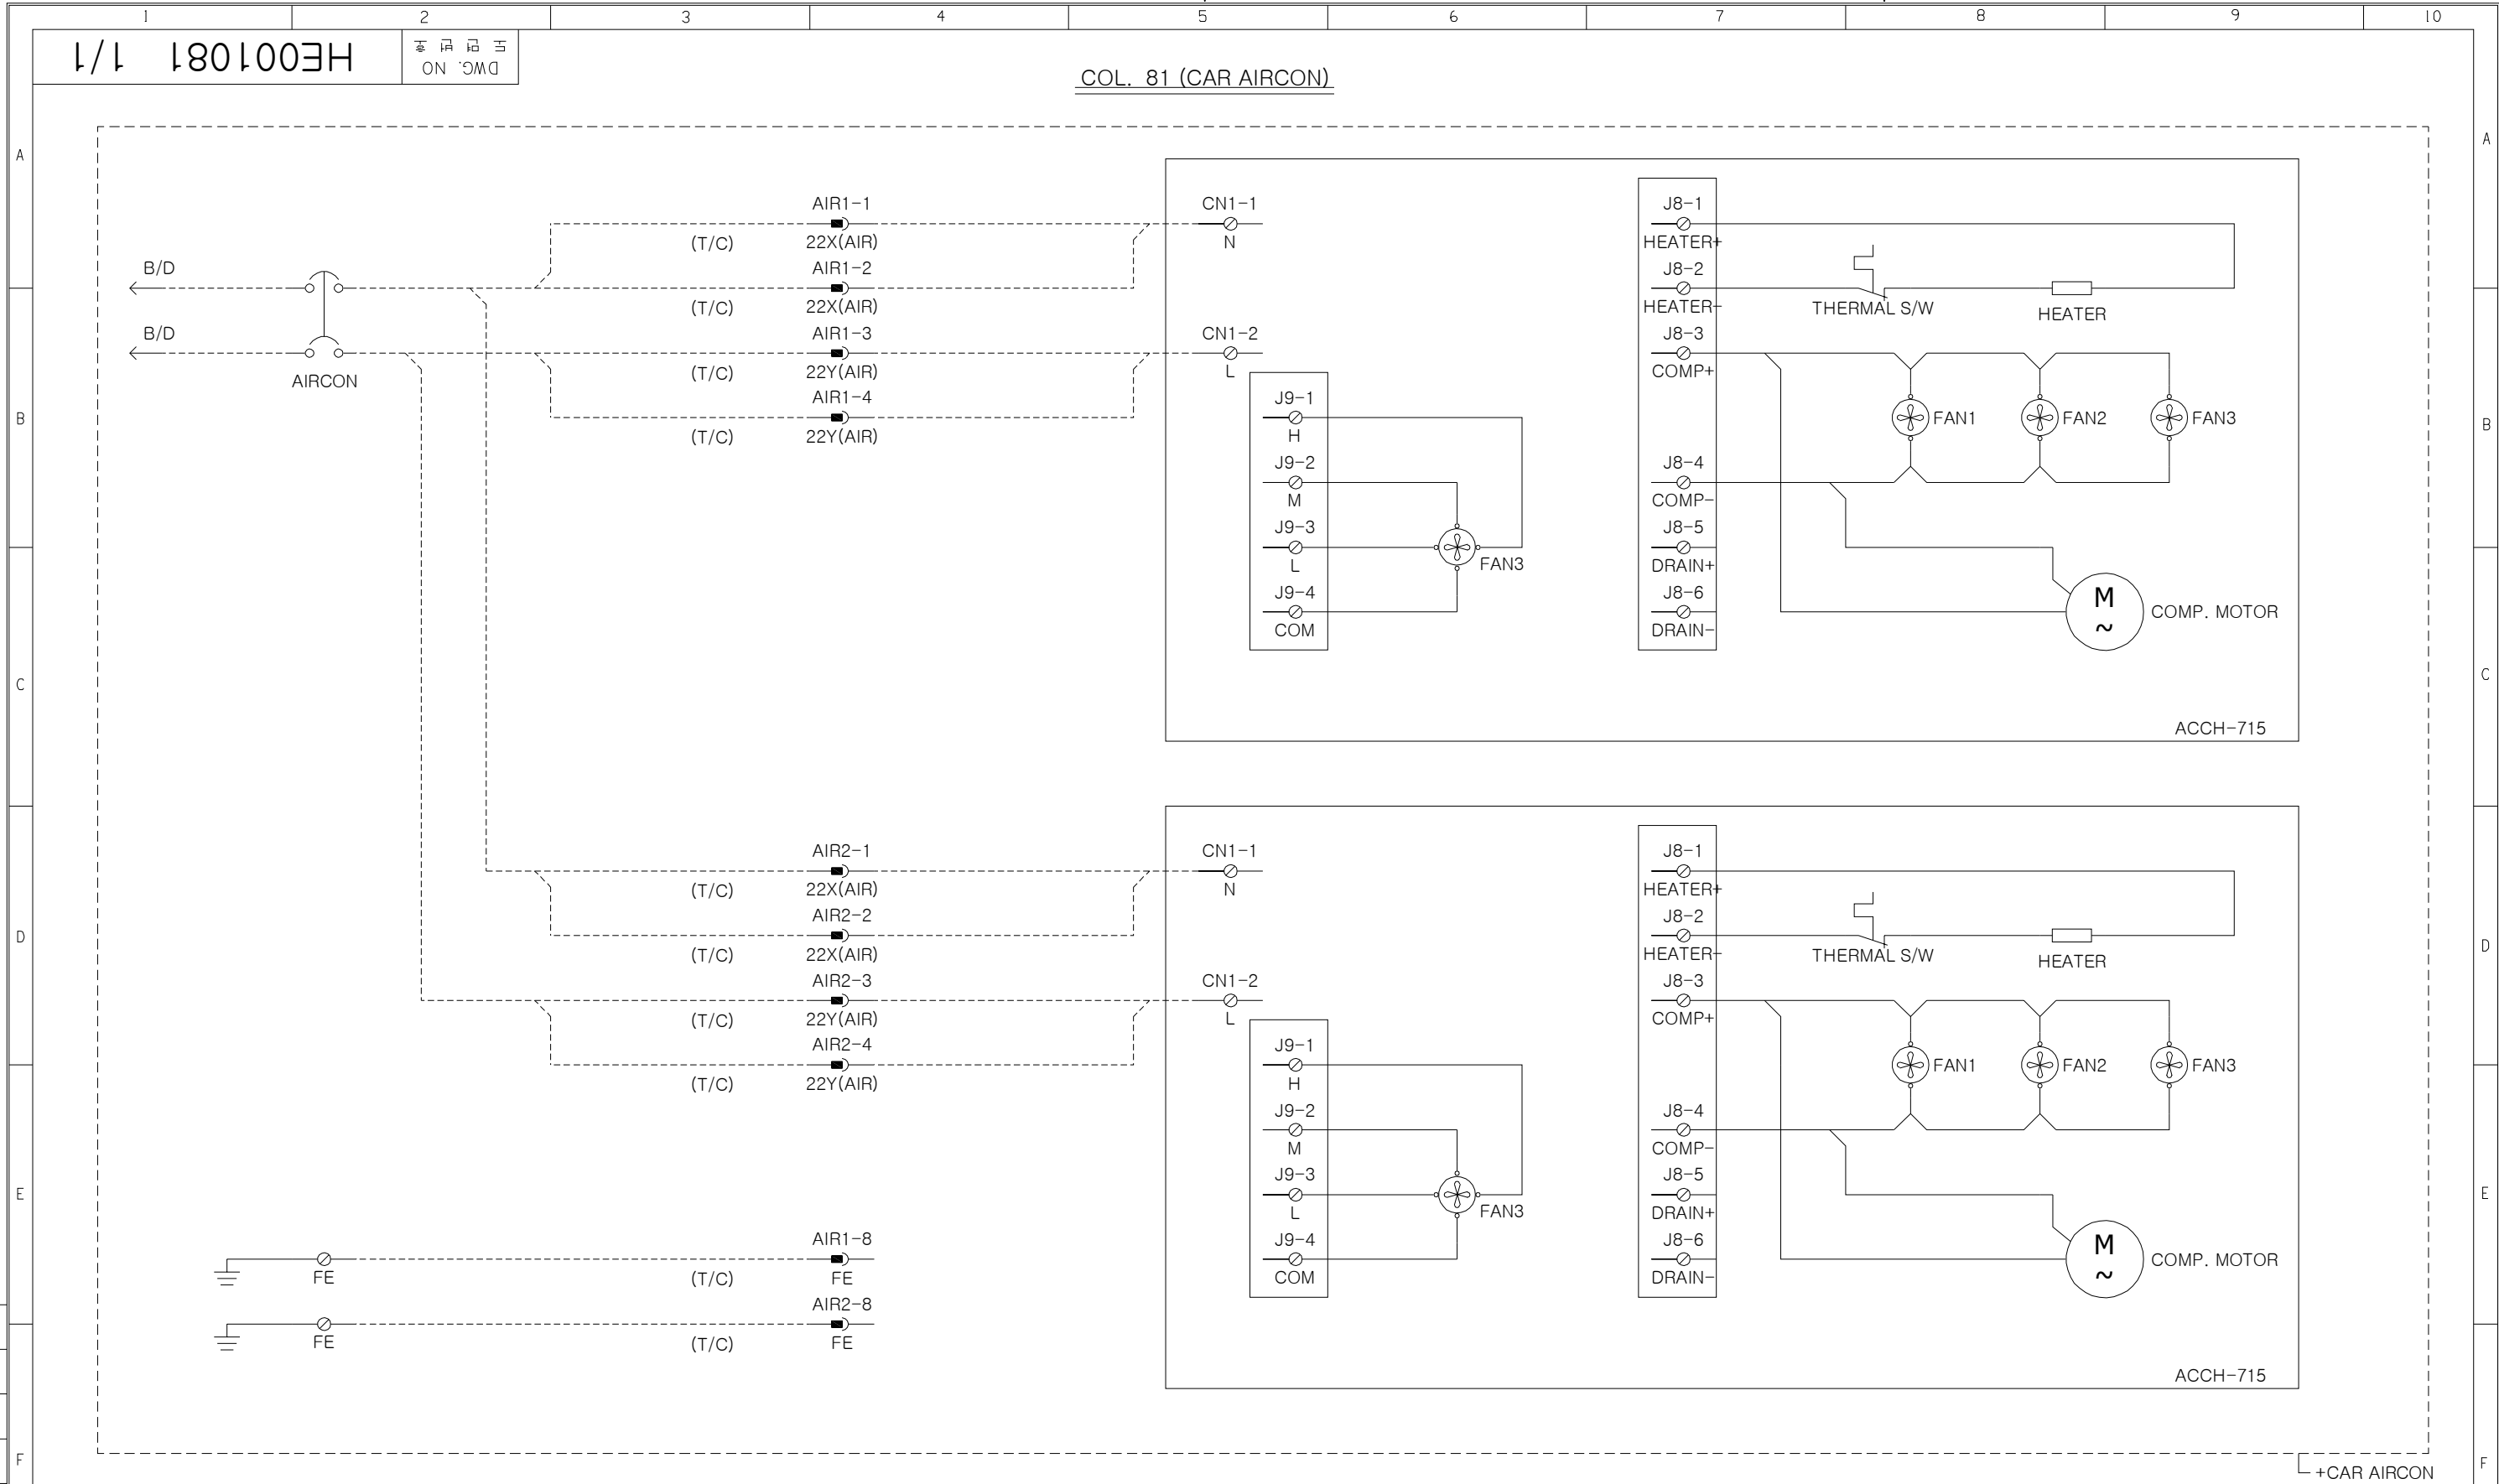 1 2 3 4 5 6 7 8 9 10
HE001081 1/1
도 면 번 호
DWG. NO
COL. 81 (CAR AIRCON)
A A
AIR1-1 CN1-1 J8-1
(T/C) 22X(AIR) N HEATER+
B/D AIR1-2 J8-2
(T/C) 22X(AIR) HEATER- THERMAL S/W HEATER
B/D AIR1-3 CN1-2 J8-3
AIRCON (T/C) 22Y(AIR) L COMP+
AIR1-4 J9-1
B FAN1 FAN2 FAN3 B
(T/C) 22Y(AIR) H
J9-2 J8-4
M COMP-
J9-3 J8-5
L FAN3 DRAIN+
J9-4 J8-6
M
~
COMP. MOTOR
COM DRAIN-
C C
ACCH-715
AIR2-1 CN1-1 J8-1
(T/C) 22X(AIR) N HEATER+
AIR2-2 J8-2
D D
(T/C) 22X(AIR) HEATER- THERMAL S/W HEATER
AIR2-3 CN1-2 J8-3
(T/C) 22Y(AIR) L COMP+
AIR2-4 J9-1
FAN1 FAN2 FAN3
(T/C) 22Y(AIR) H
J9-2 J8-4
M COMP-
J9-3 J8-5
E E
L FAN3 DRAIN+
AIR1-8 J9-4 J8-6
M
~
COMP. MOTOR
FE (T/C) FE COM DRAIN-
AIR2-8
FE (T/C) FE
ACCH-715
F F
+CAR AIRCON